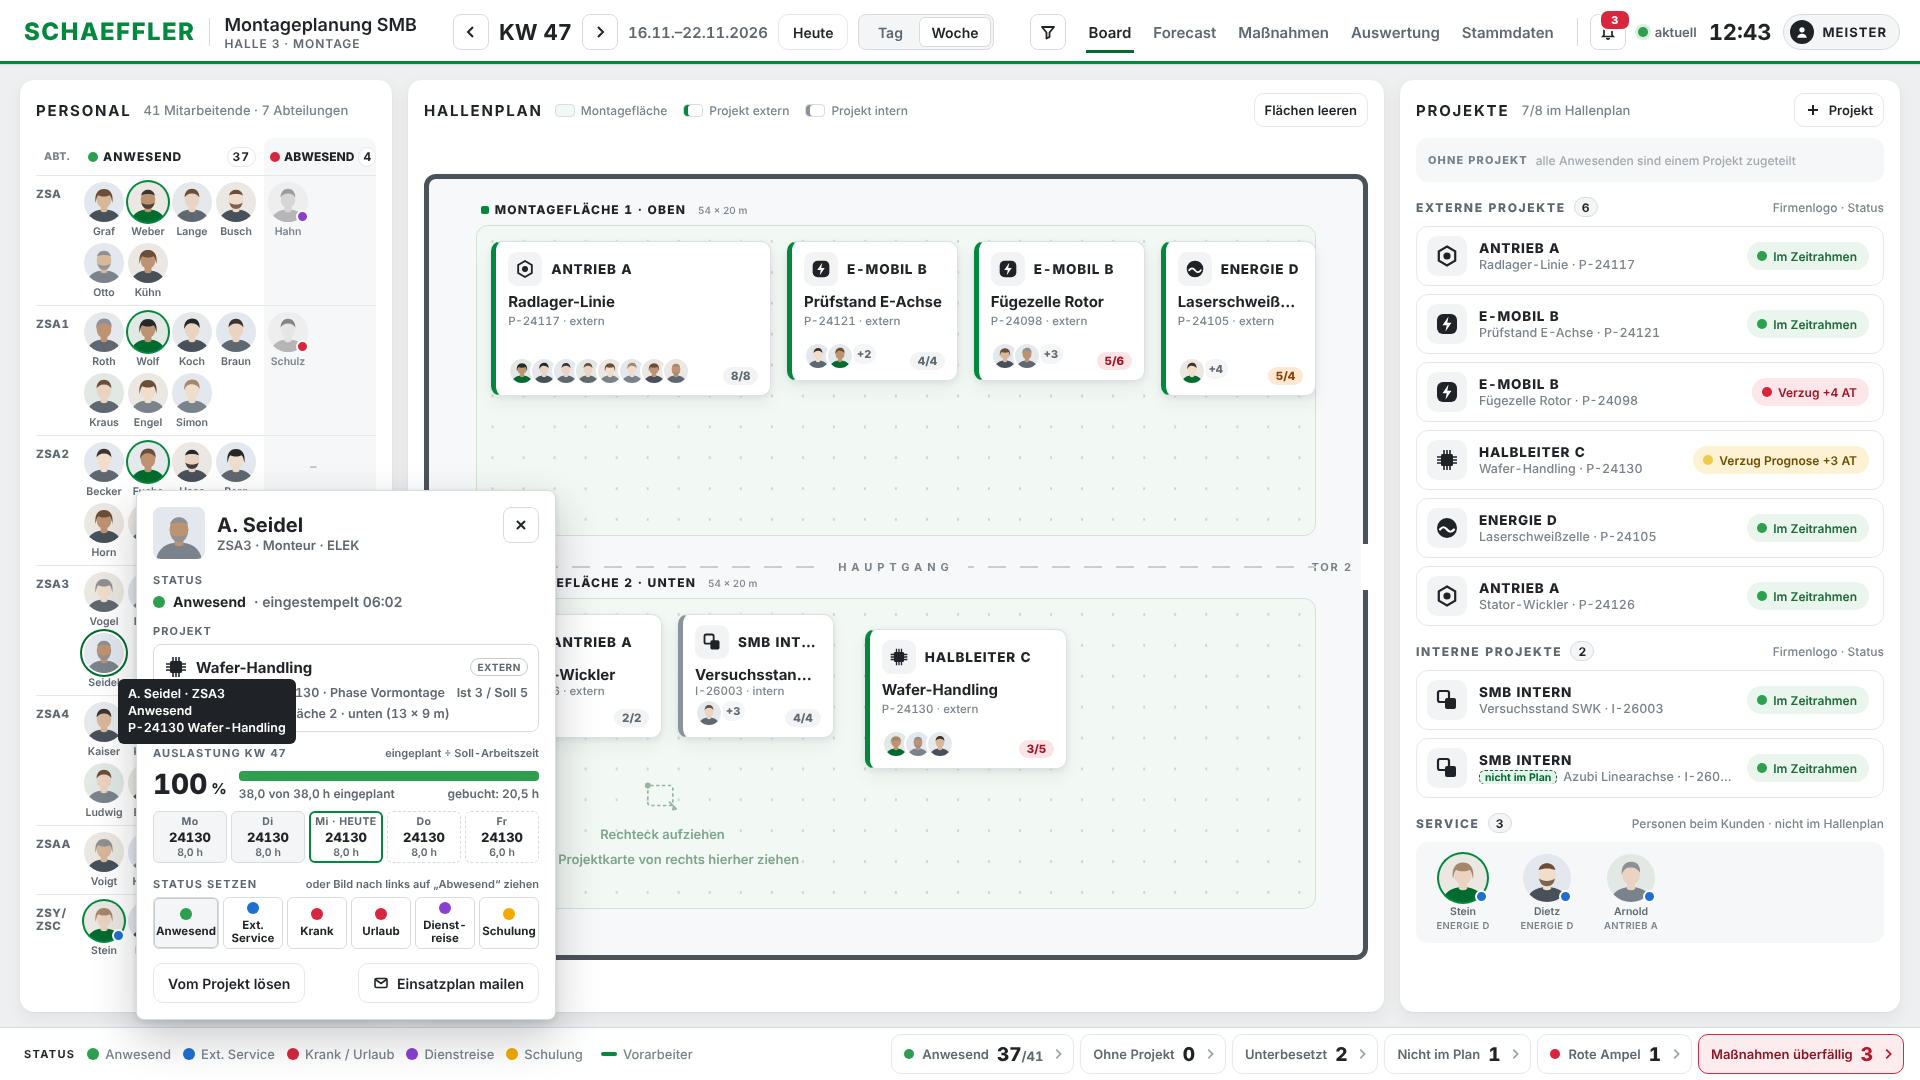 SCHAEFFLER
Montageplanung SMB
HALLE 3 · MONTAGE
KW 47
16.11.–22.11.2026
Heute
Tag
Woche
Board
Forecast
Maßnahmen
Auswertung
Stammdaten
3
aktuell
12:43
MEISTER
PERSONAL
41 Mitarbeitende · 7 Abteilungen
ABT.
ANWESEND
37
ABWESEND
4
ZSA
Graf
Weber
Lange
Busch
Hahn
Otto
Kühn
ZSA1
Roth
Wolf
Koch
Braun
Schulz
Kraus
Engel
Simon
ZSA2
–
Becker
Horn
ZSA3
Vogel
Seidel
ZSA4
Kaiser
Ludwig
ZSAA
Voigt
ZSY/
ZSC
Stein
HALLENPLAN
Montagefläche
Projekt extern
Projekt intern
Flächen leeren
MONTAGEFLÄCHE 1 · OBEN
54 × 20 m
ANTRIEB A
Radlager-Linie
P-24117 · extern
8/8
E-MOBIL B
Prüfstand E-Achse
P-24121 · extern
+2
4/4
E-MOBIL B
Fügezelle Rotor
P-24098 · extern
+3
5/6
ENERGIE D
Laserschweiß...
P-24105 · extern
+4
5/4
HAUPTGANG
TOR 2
EFLÄCHE 2 · UNTEN
54 × 20 m
ANTRIEB A
-Wickler
6 · extern
2/2
SMB INT...
Versuchsstan...
I-26003 · intern
+3
4/4
HALBLEITER C
Wafer-Handling
P-24130 · extern
3/5
Rechteck aufziehen
Projektkarte von rechts hierher ziehen
A. Seidel
ZSA3 · Monteur · ELEK
STATUS
Anwesend · eingestempelt 06:02
PROJEKT
Wafer-Handling
EXTERN
130 · Phase Vormontage
Ist 3 / Soll 5
äche 2 · unten (13 × 9 m)
A. Seidel · ZSA3
Anwesend
P-24130 Wafer-Handling
AUSLASTUNG KW 47
eingeplant ÷ Soll-Arbeitszeit
100 %
38,0 von 38,0 h eingeplant
gebucht: 20,5 h
Mo
24130
8,0 h
Di
24130
8,0 h
Mi · HEUTE
24130
8,0 h
Do
24130
8,0 h
Fr
24130
6,0 h
STATUS SETZEN
oder Bild nach links auf „Abwesend“ ziehen
Anwesend
Ext. Service
Krank
Urlaub
Dienst-reise
Schulung
Vom Projekt lösen
Einsatzplan mailen
PROJEKTE
7/8 im Hallenplan
Projekt
OHNE PROJEKT
alle Anwesenden sind einem Projekt zugeteilt
EXTERNE PROJEKTE
6
Firmenlogo · Status
ANTRIEB A
Radlager-Linie · P-24117
Im Zeitrahmen
E-MOBIL B
Prüfstand E-Achse · P-24121
Im Zeitrahmen
E-MOBIL B
Fügezelle Rotor · P-24098
Verzug +4 AT
HALBLEITER C
Wafer-Handling · P-24130
Verzug Prognose +3 AT
ENERGIE D
Laserschweißzelle · P-24105
Im Zeitrahmen
ANTRIEB A
Stator-Wickler · P-24126
Im Zeitrahmen
INTERNE PROJEKTE
2
Firmenlogo · Status
SMB INTERN
Versuchsstand SWK · I-26003
Im Zeitrahmen
SMB INTERN
nicht im Plan
Azubi Linearachse · I-260...
Im Zeitrahmen
SERVICE
3
Personen beim Kunden · nicht im Hallenplan
Stein
ENERGIE D
Dietz
ENERGIE D
Arnold
ANTRIEB A
STATUS
Anwesend
Ext. Service
Krank / Urlaub
Dienstreise
Schulung
Vorarbeiter
Anwesend 37/41
Ohne Projekt 0
Unterbesetzt 2
Nicht im Plan 1
Rote Ampel 1
Maßnahmen überfällig 3